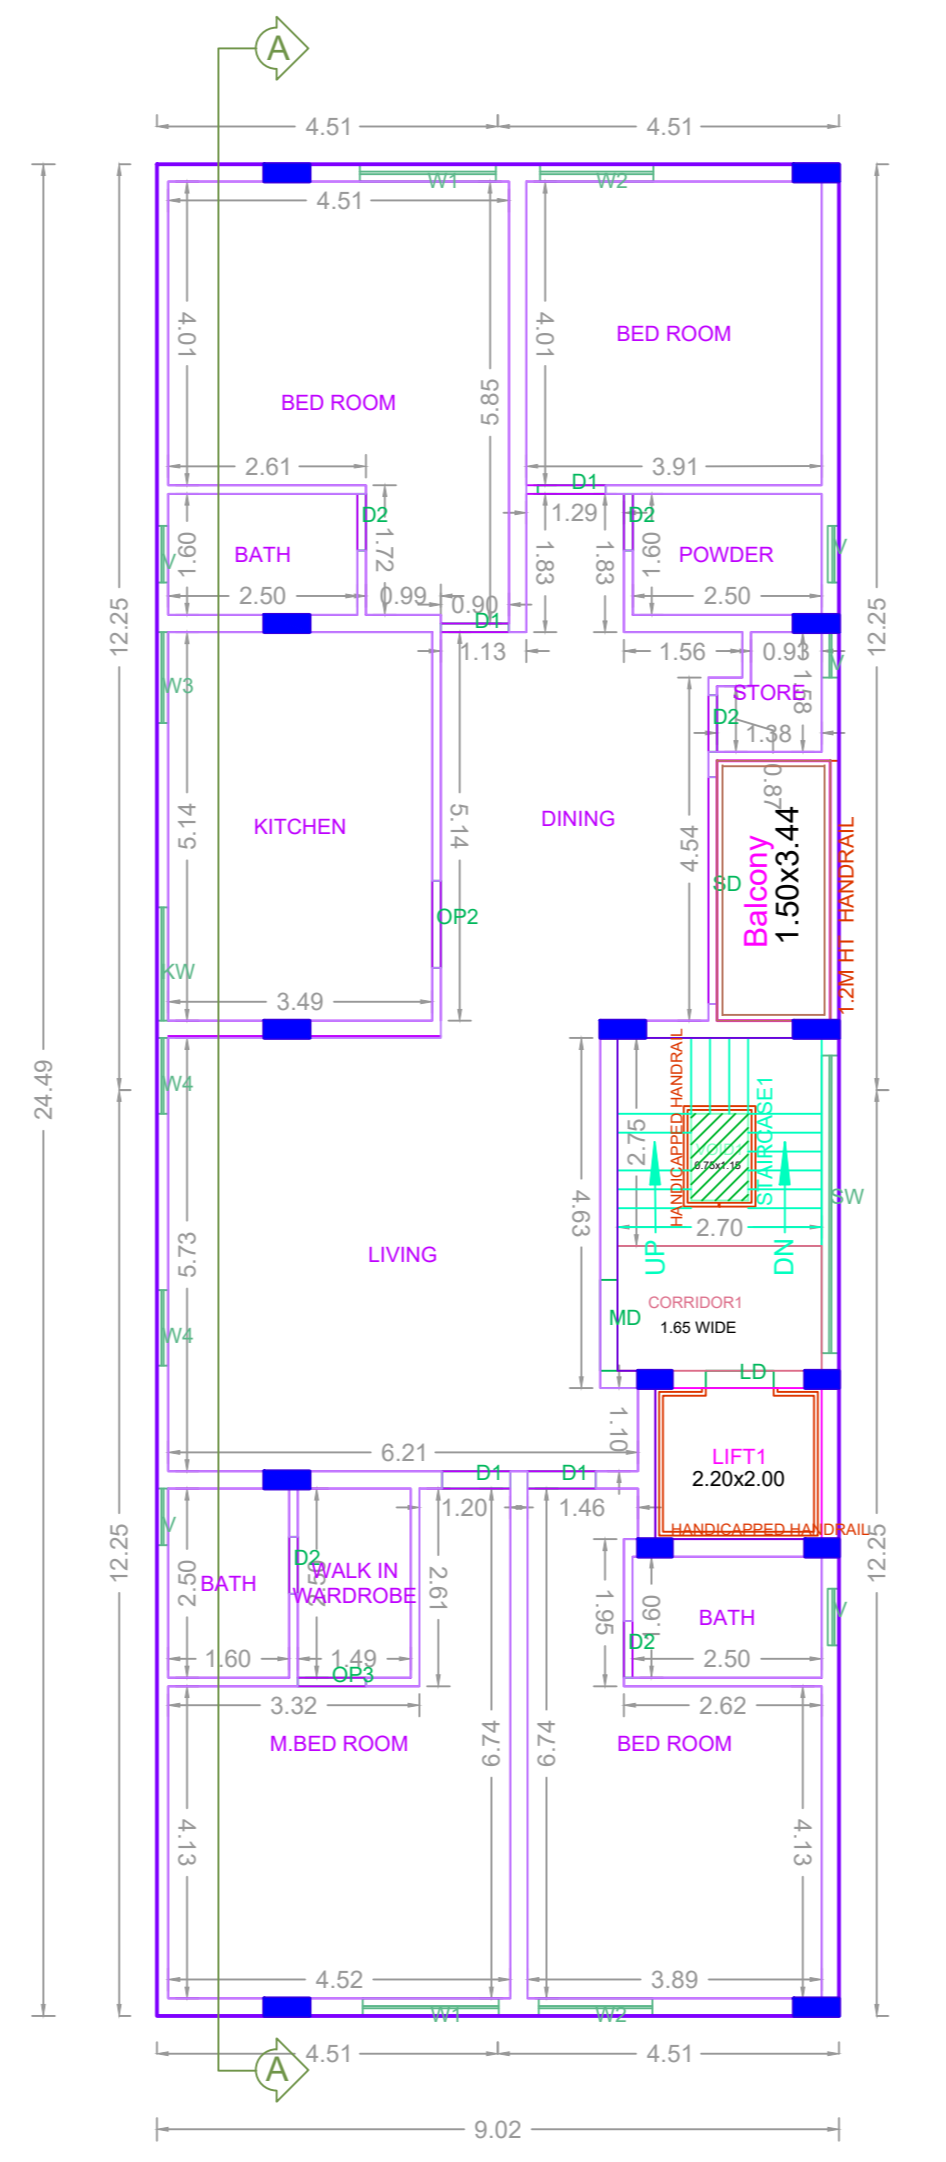 A
4.51
4.51
W1
W2
4.51
4.01
4.01
BED ROOM
5.85
BED ROOM
2.61
3.91
D1
D2
1.29
D2
BATH
1.60
1.72
1.83
1.83
1.60
POWDER
V
V
2.50
0.99
0.90
2.50
D1
12.25
12.25
1.13
1.56
0.93
V
W3
STORE
1.58
D2
1.38
0.87
KITCHEN
5.14
5.14
DINING
4.54
Balcony
1.50x3.44
1.2M HT HANDRAIL
SD
OP2
KW
3.49
24.49
W4
HANDICAPPED HANDRAIL
2.75
STAIRCASE1
0.75x1.15
4.63
SW
2.70
5.73
LIVING
UP
DN
CORRIDOR1
MD
1.65 WIDE
W4
LD
1.10
6.21
LIFT1
2.20x2.00
D1
D1
1.20
1.46
HANDICAPPED HANDRAIL
V
12.25
12.25
D2
WALK IN
WARDROBE
BATH
2.50
2.61
1.95
1.60
BATH
V
D2
1.60
1.49
2.50
OP3
3.32
2.62
M.BED ROOM
BED ROOM
6.74
6.74
4.13
4.13
4.52
3.89
W1
W2
4.51
4.51
A
9.02